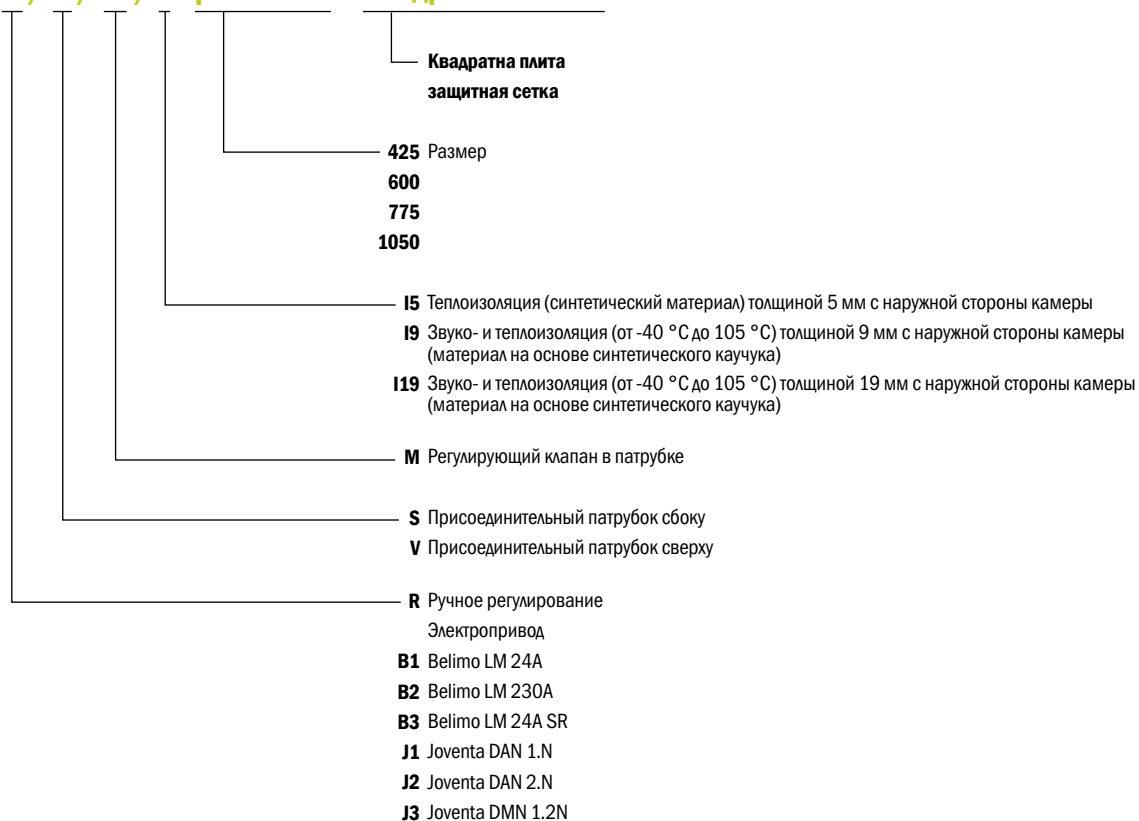 Квадратна плита
защитная сетка
425 Размер
600
775
1050
I5 Теплоизоляция (синтетический материал) толщиной 5 мм с наружной стороны камеры
I9 Звуко- и теплоизоляция (от -40 °C до 105 °C) толщиной 9 мм с наружной стороны камеры
(материал на основе синтетического каучука)
I19 Звуко- и теплоизоляция (от -40 °C до 105 °C) толщиной 19 мм с наружной стороны камеры
(материал на основе синтетического каучука)
M Регулирующий клапан в патрубке
S Присоединительный патрубок сбоку
V Присоединительный патрубок сверху
R Ручное регулирование
Электропривод
B1 Belimo LM 24A
B2 Belimo LM 230A
B3 Belimo LM 24A SR
J1 Joventa DAN 1.N
J2 Joventa DAN 2.N
J3 Joventa DMN 1.2N